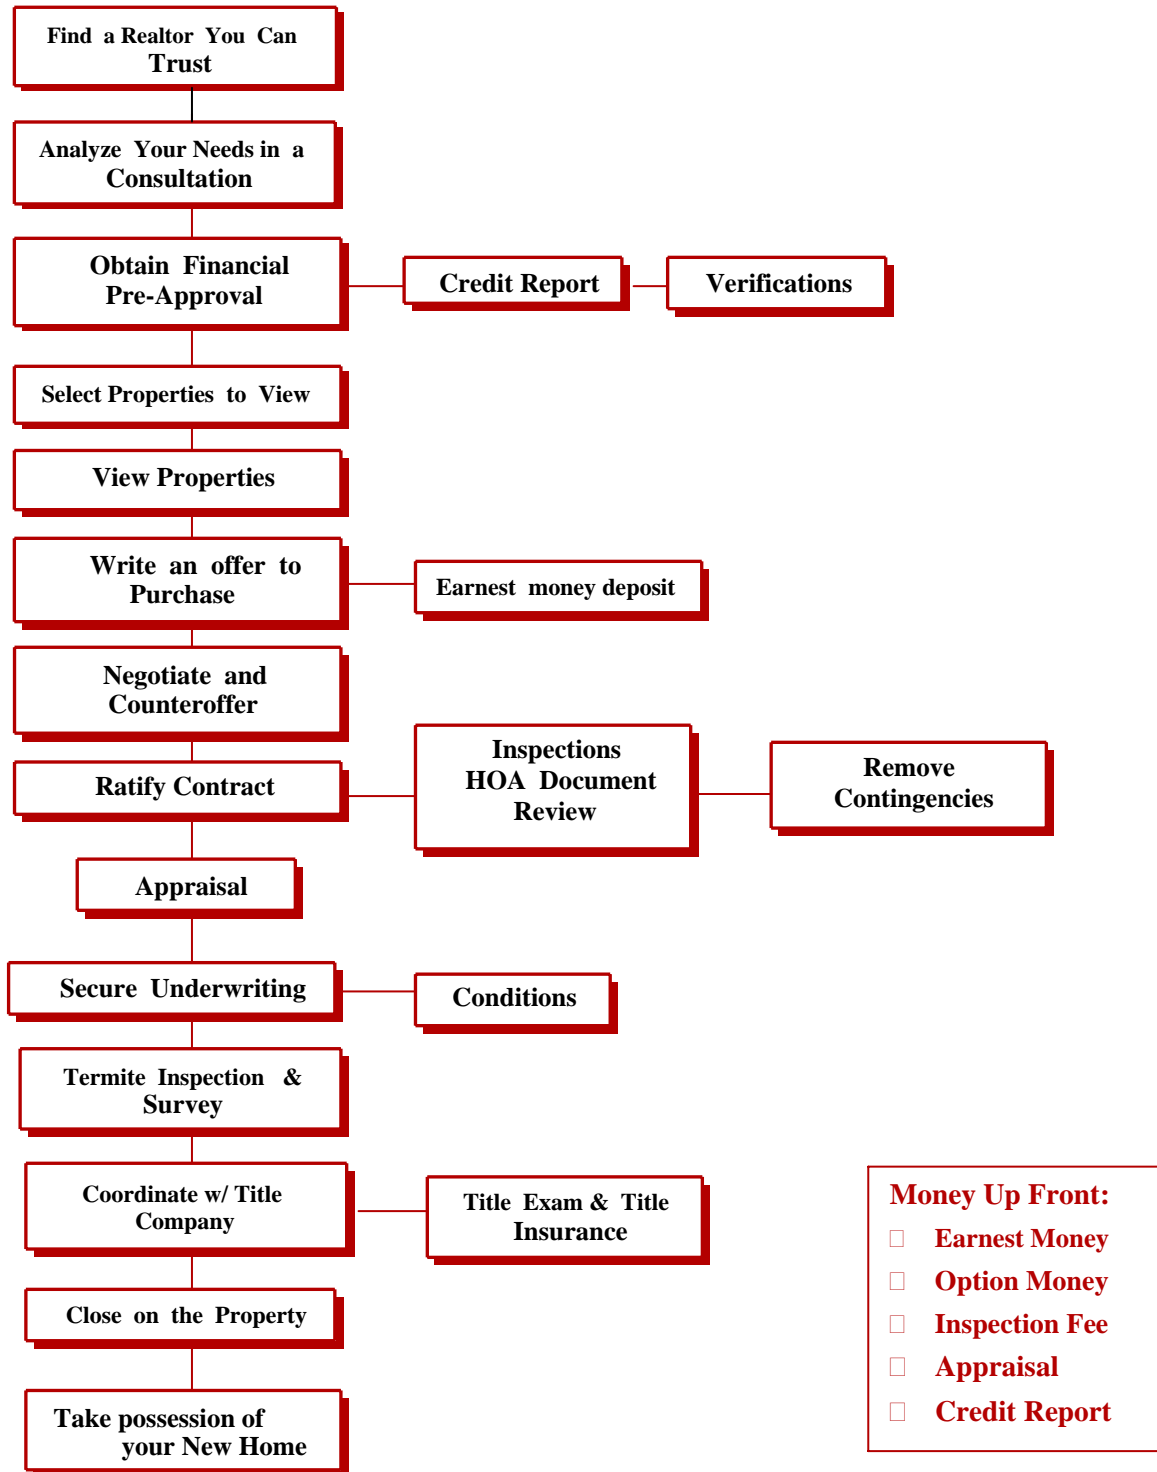 Find a Realtor You Can
Trust
Analyze Your Needs in a
Consultation
Obtain Financial
Pre-Approval
Credit Report
Verifications
Select Properties to View
View Properties
Write an offer to
Purchase
Earnest money deposit
Negotiate and
Counteroffer
Ratify Contract
Inspections
HOA Document
Review
Remove
Contingencies
Appraisal
Secure Underwriting
Conditions
Termite Inspection &
Survey
Coordinate w/ Title
Company
Title Exam & Title
Insurance
Close on the Property
Take possession of
your New Home
Money Up Front:
Earnest Money
Option Money
Inspection Fee
Appraisal
Credit Report